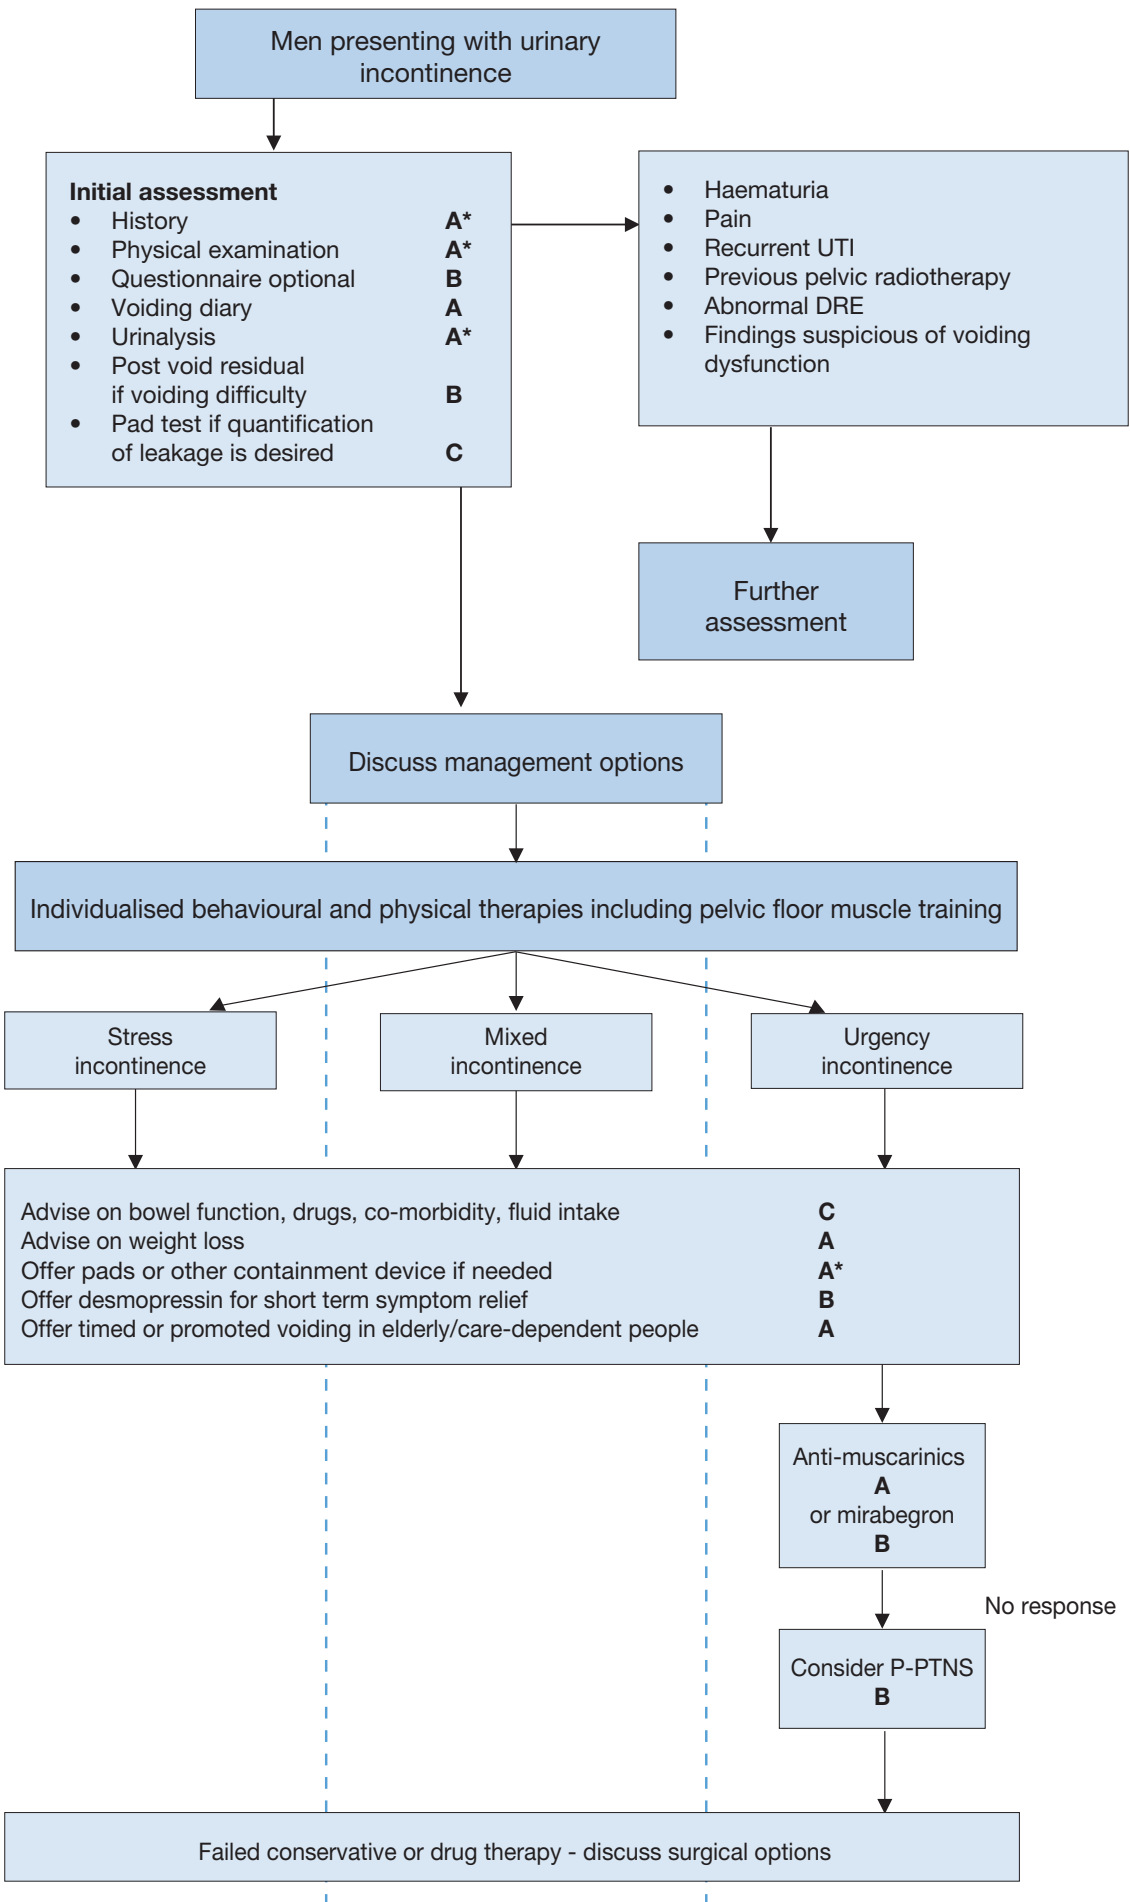 Men presenting with urinary
incontinence
Initial assessment
• History A*
• Physical examination A*
• Questionnaire optional B
• Voiding diary A
• Urinalysis A*
• Post void residual
if voiding difficulty B
• Pad test if quantification
of leakage is desired C
• Haematuria
• Pain
• Recurrent UTI
• Previous pelvic radiotherapy
• Abnormal DRE
• Findings suspicious of voiding
dysfunction
Further
assessment
Discuss management options
Individualised behavioural and physical therapies including pelvic floor muscle training
Stress
incontinence
Mixed
incontinence
Urgency
incontinence
Advise on bowel function, drugs, co-morbidity, fluid intake C
Advise on weight loss A
Offer pads or other containment device if needed A*
Offer desmopressin for short term symptom relief B
Offer timed or promoted voiding in elderly/care-dependent people A
Anti-muscarinics
A
or mirabegron
B
No response
Consider P-PTNS
B
Failed conservative or drug therapy - discuss surgical options